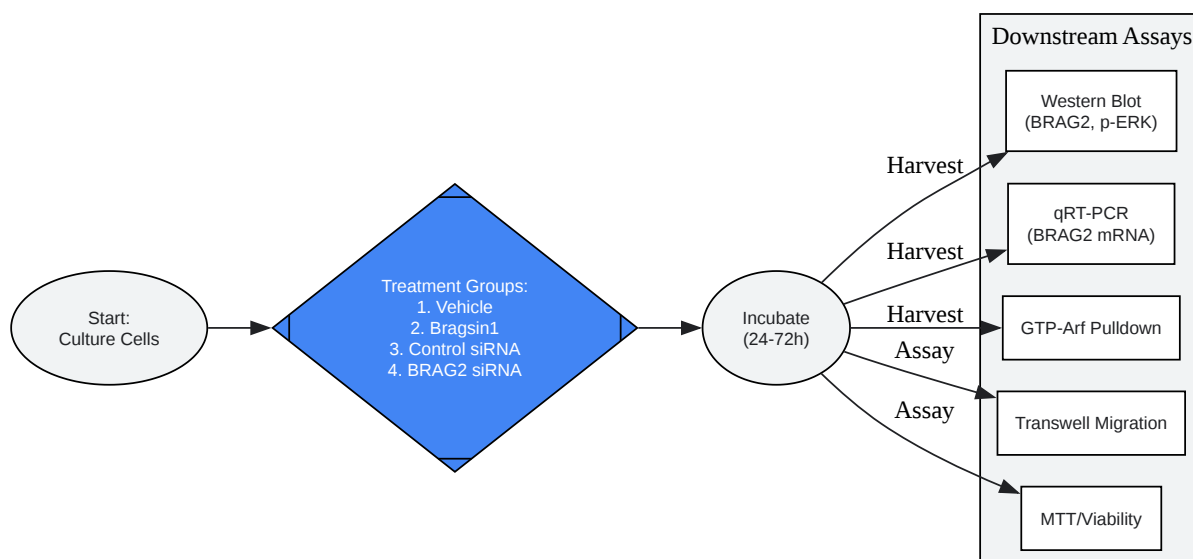 Start:
Culture Cells
Treatment Groups:
1. Vehicle
2. Bragsin1
3. Control siRNA
4. BRAG2 siRNA
Incubate
(24-72h)
Harvest
Harvest
Harvest
Assay
Assay
Downstream Assays
Western Blot
(BRAG2, p-ERK)
qRT-PCR
(BRAG2 mRNA)
GTP-Arf Pulldown
Transwell Migration
MTT/Viability